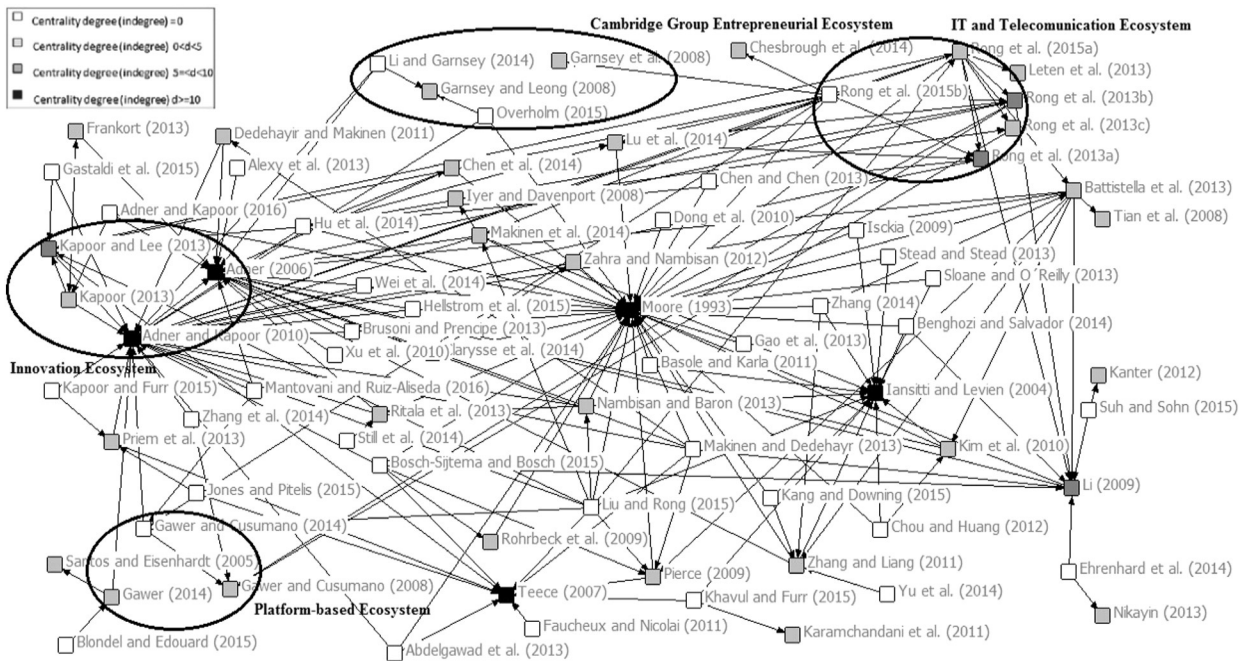 Centrality degree (indegree) =0
Centrality degree (indegree) 0<d<5
Centrality degree (indegree) 5=<d<10
Centrality degree (indegree) d>=10
Cambridge Group Entrepreneurial Ecosystem
IT and Telecomunication Ecosystem
Li and Garnsey (2014)
Garnsey et al. (2008)
Chesbrough et al. (2014)
Rong et al. (2015a)
Leten et al. (2013)
Garnsey and Leong (2008)
Rong et al. (2015b)
Rong et al. (2013b)
Overholm (2015)
Rong et al. (2013c)
Frankort (2013)
Dedehayir and Makinen (2011)
Lu et al. (2014)
Rong et al. (2013a)
Gastaldi et al. (2015)
Alexy et al. (2013)
Chen et al. (2014)
Chen and Chen (2013)
Battistella et al. (2013)
Iyer and Davenport (2008)
Adner and Kapoor (2016)
Hu et al. (2014)
Dong et al. (2010)
Tian et al. (2008)
Makinen et al. (2014)
Isckia (2009)
Kapoor and Lee (2013)
Adner (2006)
Zahra and Nambisan (2012)
Stead and Stead (2013)
Sloane and O´Reilly (2013)
Wei et al. (2014)
Kapoor (2013)
Hellstrom et al. (2015)
Moore (1993)
Zhang (2014)
Adner and Kapoor (2010)
Brusoni and Prencipe (2013)
Benghozi and Salvador (2014)
Gao et al. (2013)
Xu et al. (2010)
larysse et al. (2014)
Basole and Karla (2011)
Innovation Ecosystem
Kapoor and Furr (2015)
Mantovani and Ruiz-Aliseda (2016)
Iansitti and Levien (2004)
Kanter (2012)
Zhang et al. (2014)
Ritala et al. (2013)
Nambisan and Baron (2013)
Suh and Sohn (2015)
Priem et al. (2013)
Still et al. (2014)
Makinen and Dedehayr (2013)
Kim et al. (2010)
Bosch-Sijtema and Bosch (2015)
Li (2009)
Jones and Pitelis (2015)
Liu and Rong (2015)
Kang and Downing (2015)
Gawer and Cusumano (2014)
Chou and Huang (2012)
Rohrbeck et al. (2009)
Santos and Eisenhardt (2005)
Zhang and Liang (2011)
Pierce (2009)
Ehrenhard et al. (2014)
Gawer and Cusumano (2008)
Gawer (2014)
Teece (2007)
Khavul and Furr (2015)
Yu et al. (2014)
Platform-based Ecosystem
Nikayin (2013)
Faucheux and Nicolai (2011)
Karamchandani et al. (2011)
Blondel and Edouard (2015)
Abdelgawad et al. (2013)